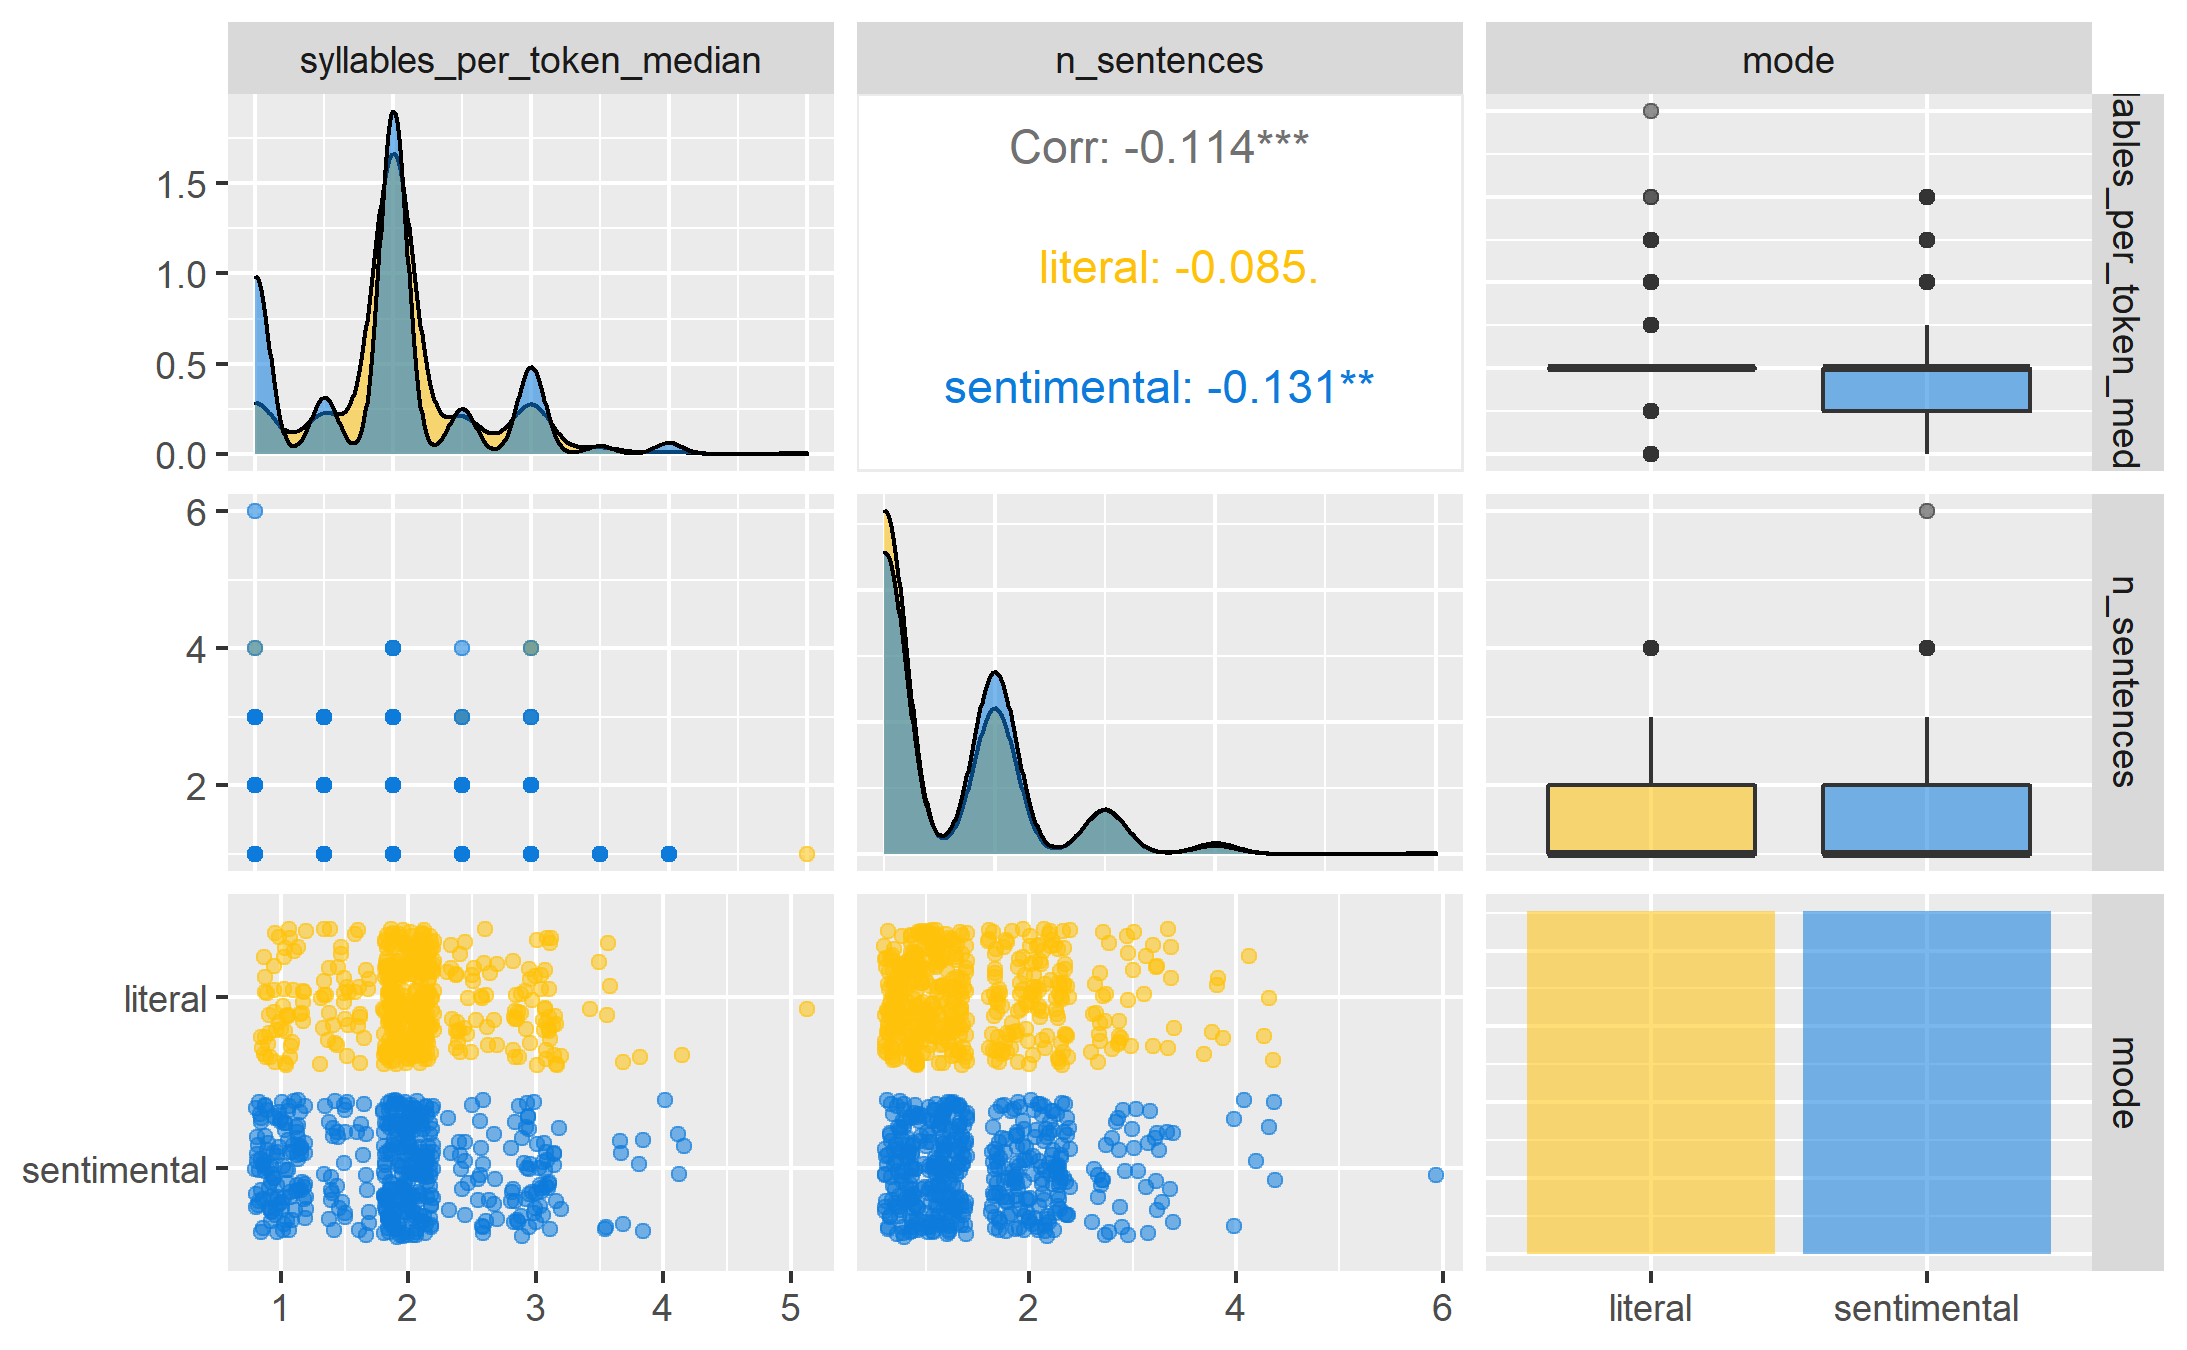 syllables_per_token_median
n_sentences
mode
1.5
1.0
0.5
0.0
Corr: -0.114***
literal: -0.085.
sentimental: -0.131**
lables_per_token_med
6
4
2
n_sentences
literal
sentimental
mode
1 2 3 4 5
2 4 6
literal sentimental